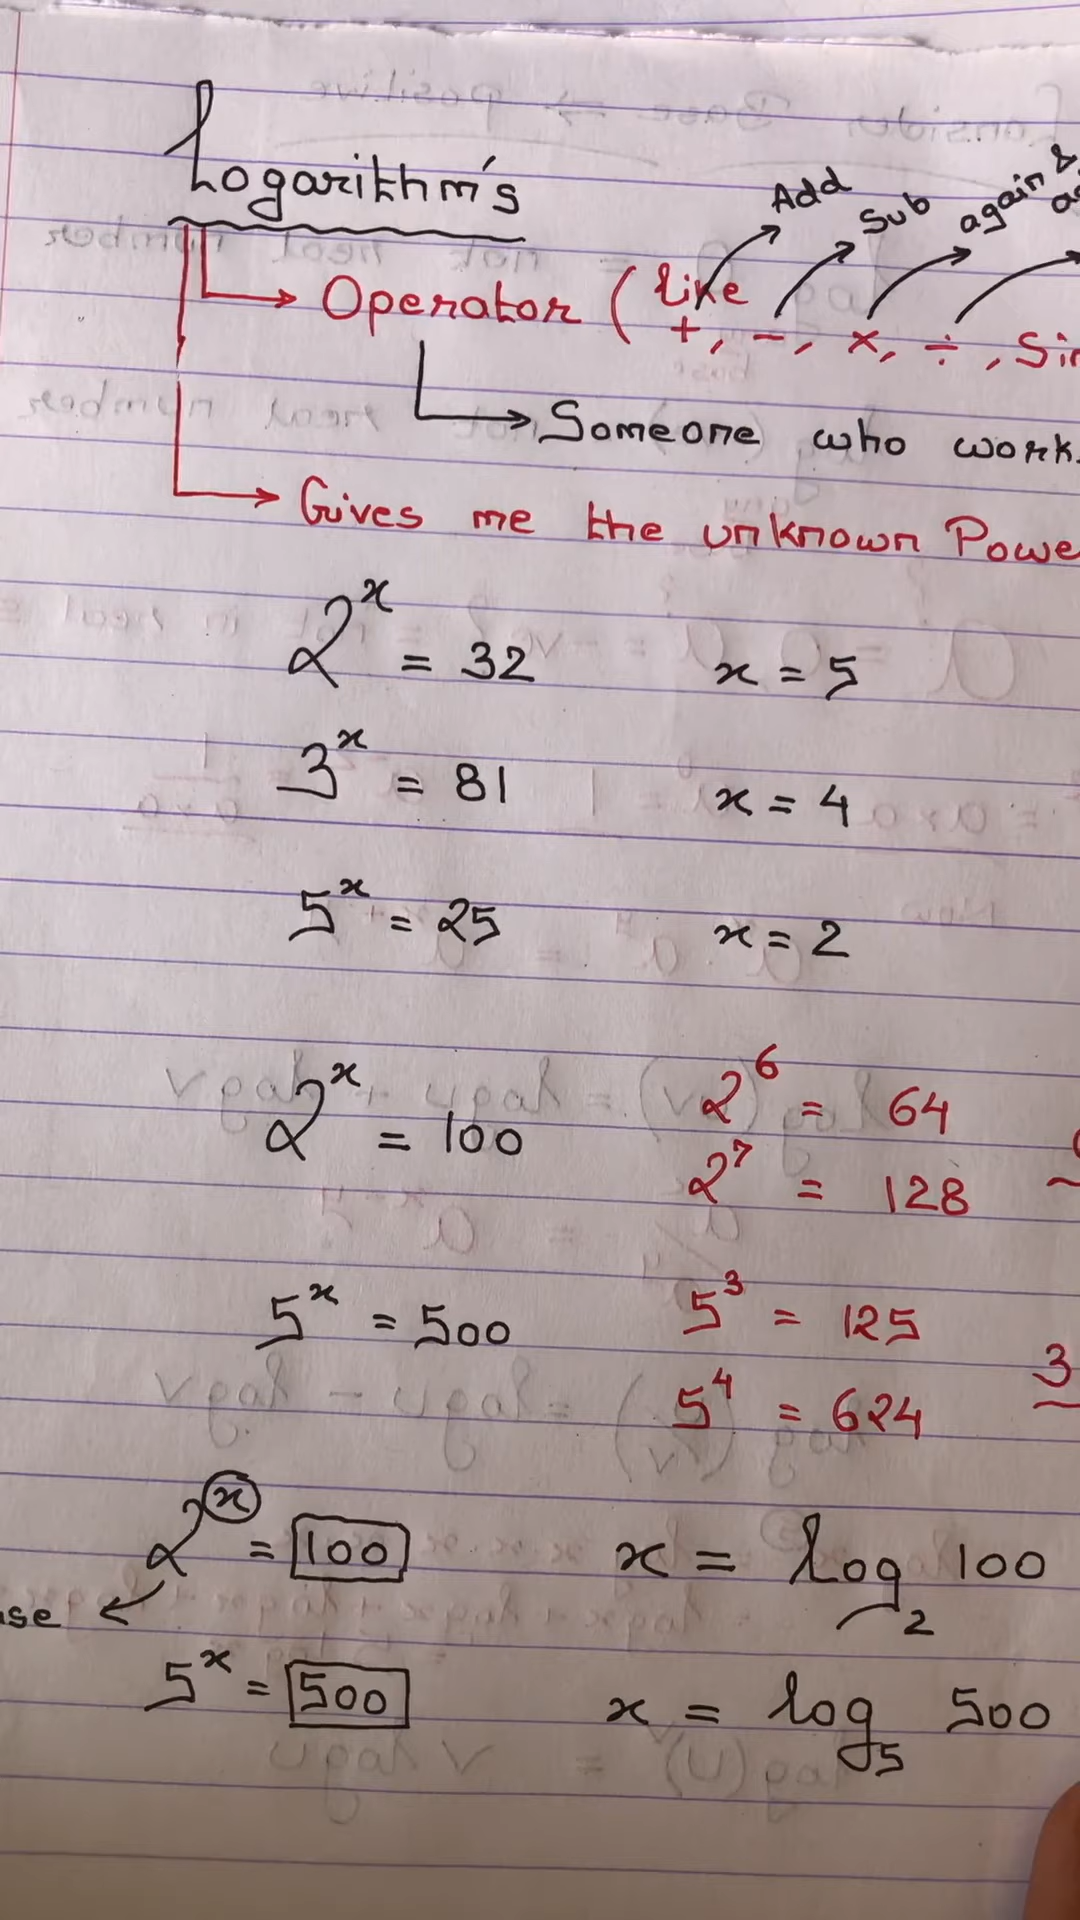 Logarithm's
Add Sub again &
Operator ( like
+, -, ×, ÷, Sin
Someone who work
Gives me the unknown Powe
2^x = 32 x = 5
3^x = 81 x = 4
5^x = 25 x = 2
2^x = 100 2^6 = 64
2^7 = 128
5^x = 500 5^3 = 125
3
5^4 = 624
2^x = 100 x = log_2 100
se
5^x = 500 x = log_5 500